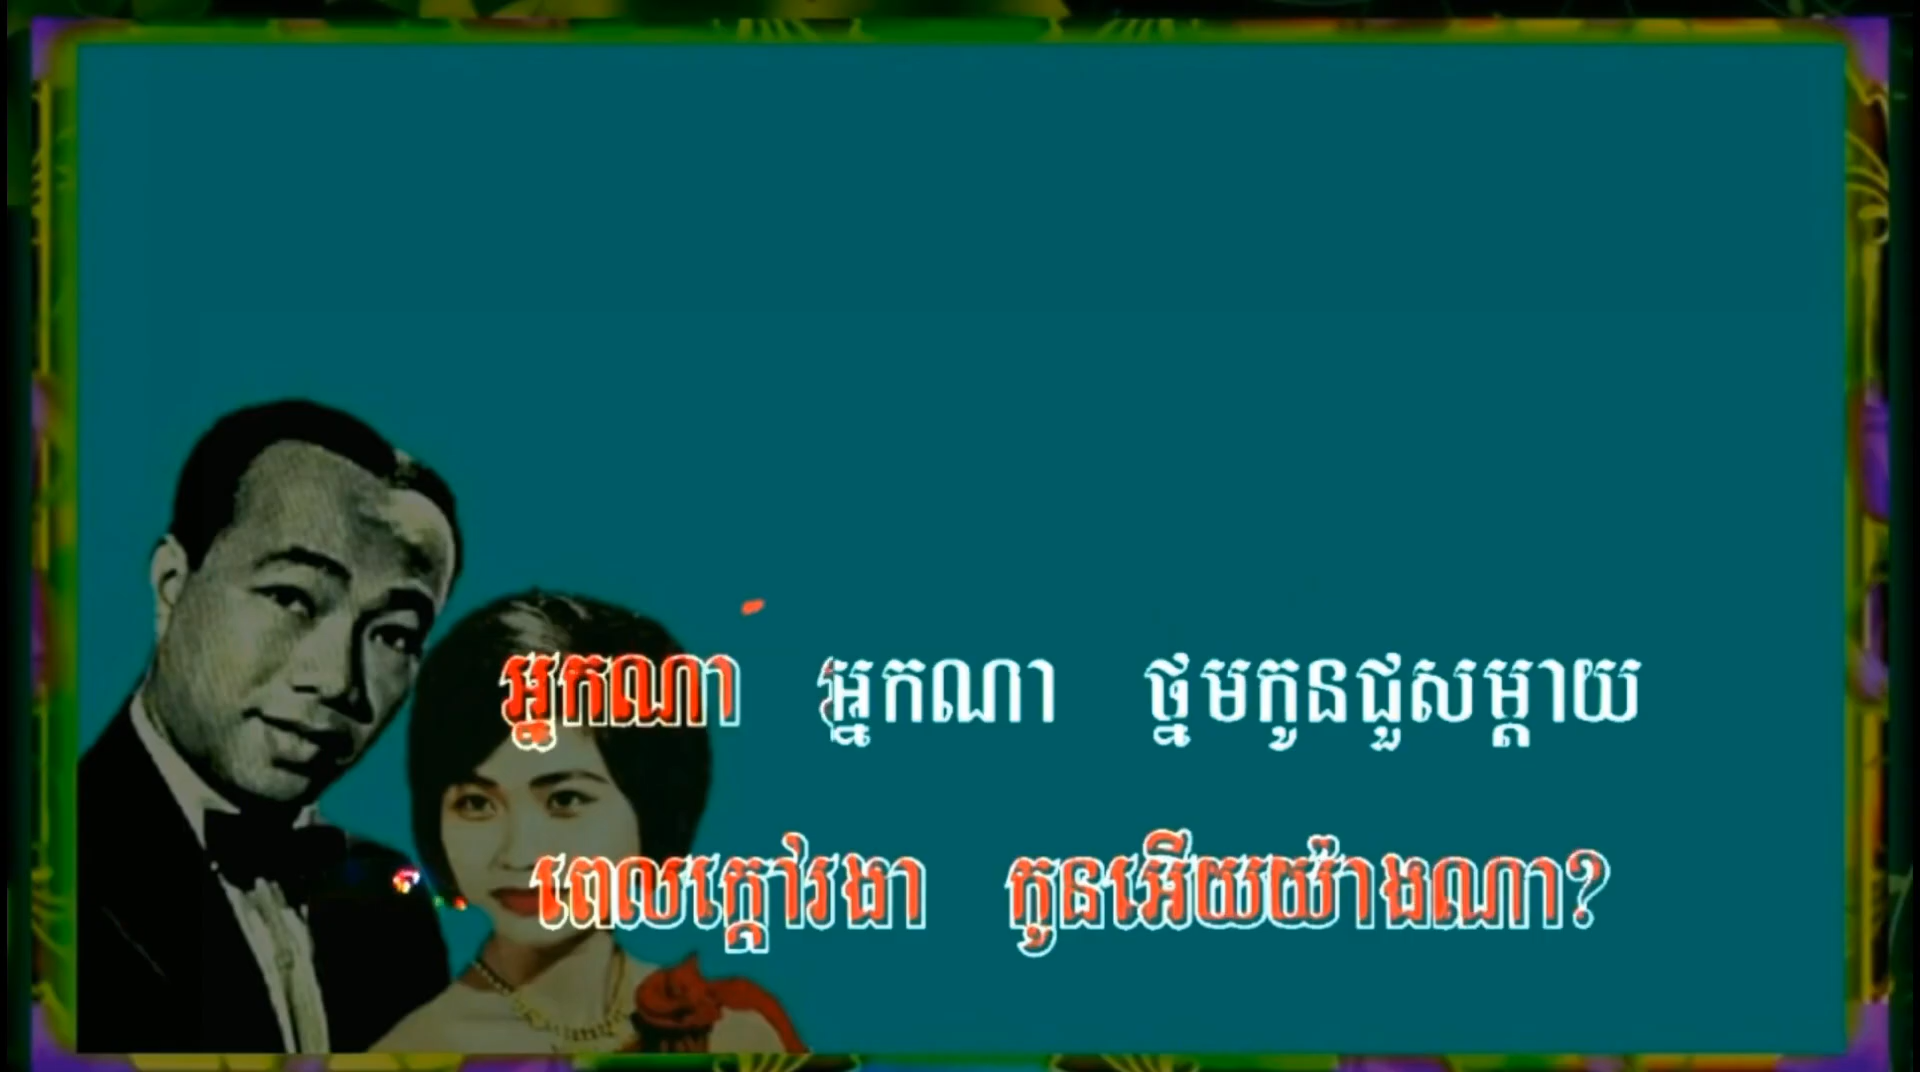 អ្នកណា អ្នកណា ថ្នមកូនជួសម្ដាយ
ពេលក្ដៅរងា កូនអើយយ៉ាងណា?